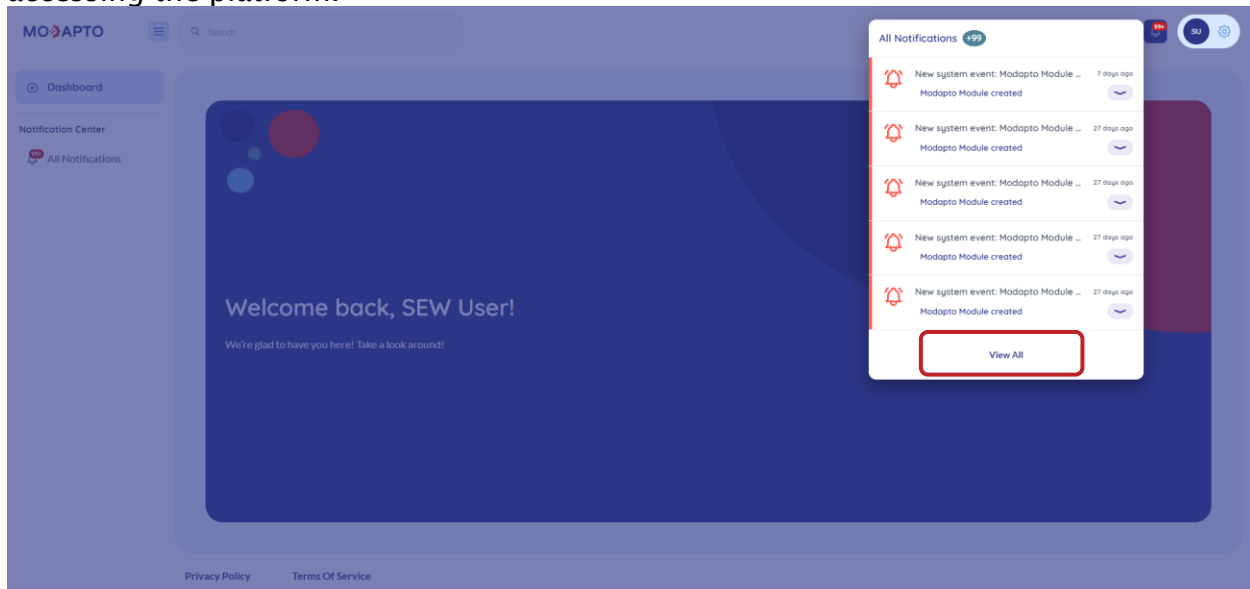 accessing the platform.
MODAPTO
Search
All Notifications +99
99+
SU
New system event: Modapto Module ... 7 days ago
Modapto Module created
Dashboard
New system event: Modapto Module ... 27 days ago
Modapto Module created
Notification Center
99+ All Notifications
New system event: Modapto Module ... 27 days ago
Modapto Module created
New system event: Modapto Module ... 27 days ago
Modapto Module created
New system event: Modapto Module ... 27 days ago
Modapto Module created
View All
Welcome back, SEW User!
We're glad to have you here! Take a look around!
Privacy Policy Terms Of Service